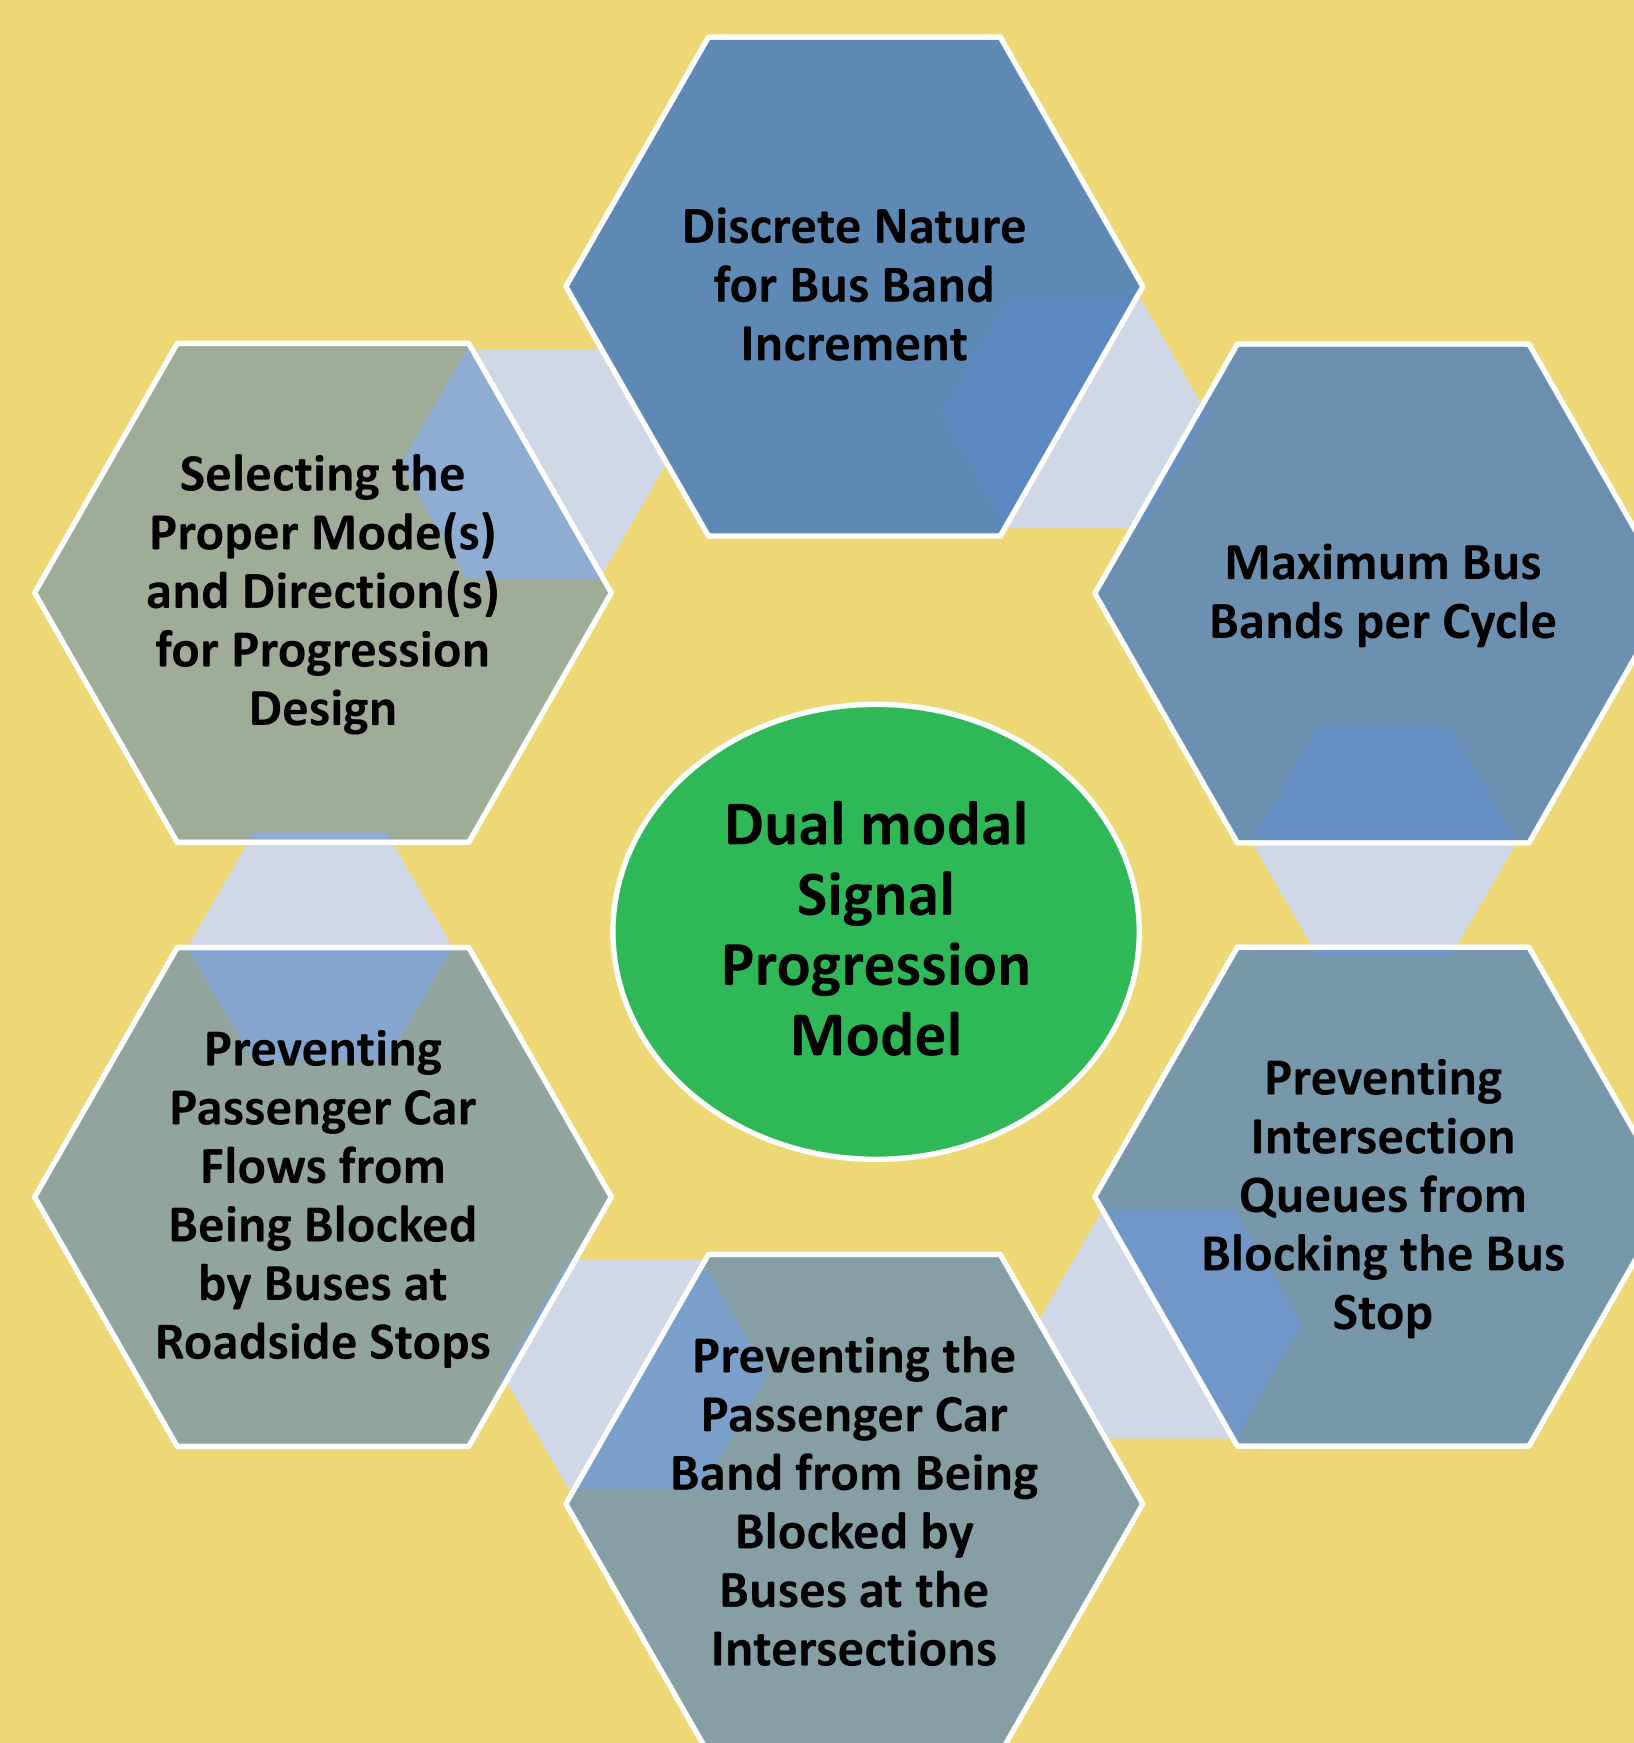 Discrete Nature
for Bus Band
Increment
Maximum Bus
Bands per Cycle
Preventing
Intersection
Queues from
Blocking the Bus
Stop
Preventing the
Passenger Car
Band from Being
Blocked by
Buses at the
Intersections
Preventing
Passenger Car
Flows from
Being Blocked
by Buses at
Roadside Stops
Selecting the
Proper Mode(s)
and Direction(s)
for Progression
Design
Dual modal
Signal
Progression
Model